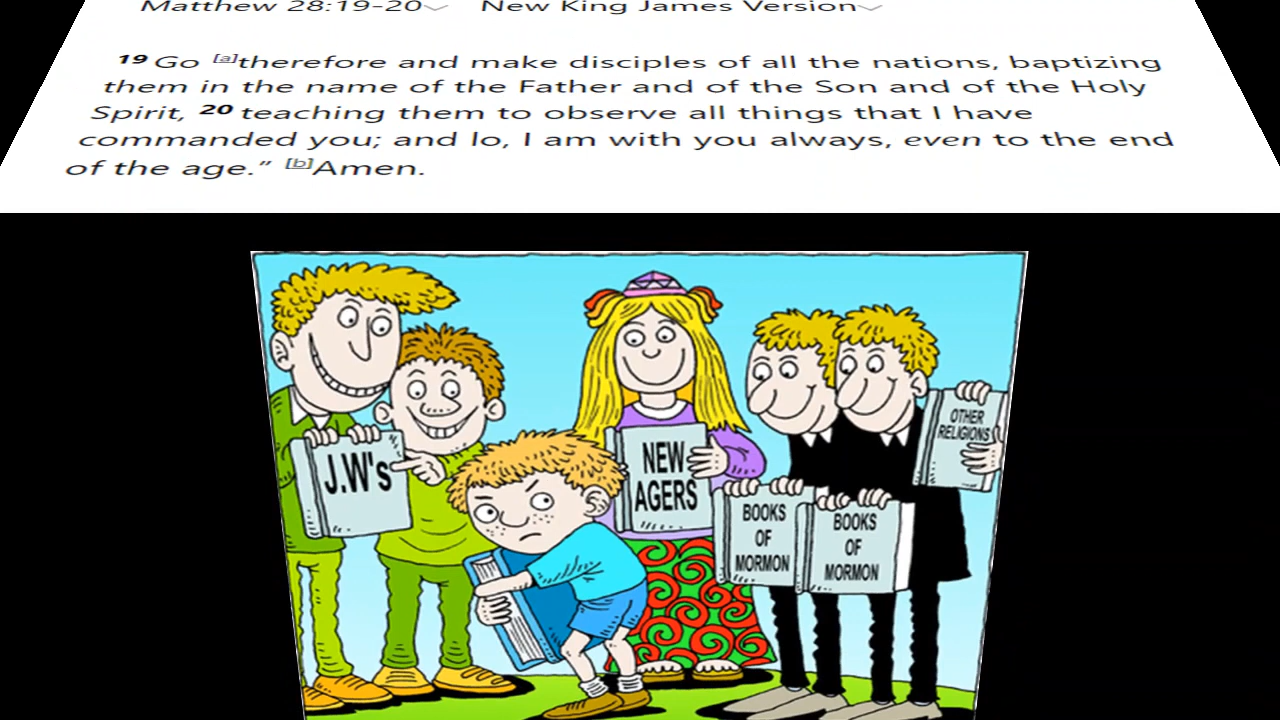 Matthew 28:19-20 New King James Version
19 Go [a]therefore and make disciples of all the nations, baptizing
them in the name of the Father and of the Son and of the Holy
Spirit, 20 teaching them to observe all things that I have
commanded you; and lo, I am with you always, even to the end
of the age.” [b]Amen.
J.W's
NEW
AGERS
BOOKS
OF
MORMON
BOOKS
OF
MORMON
OTHER
RELIGIONS